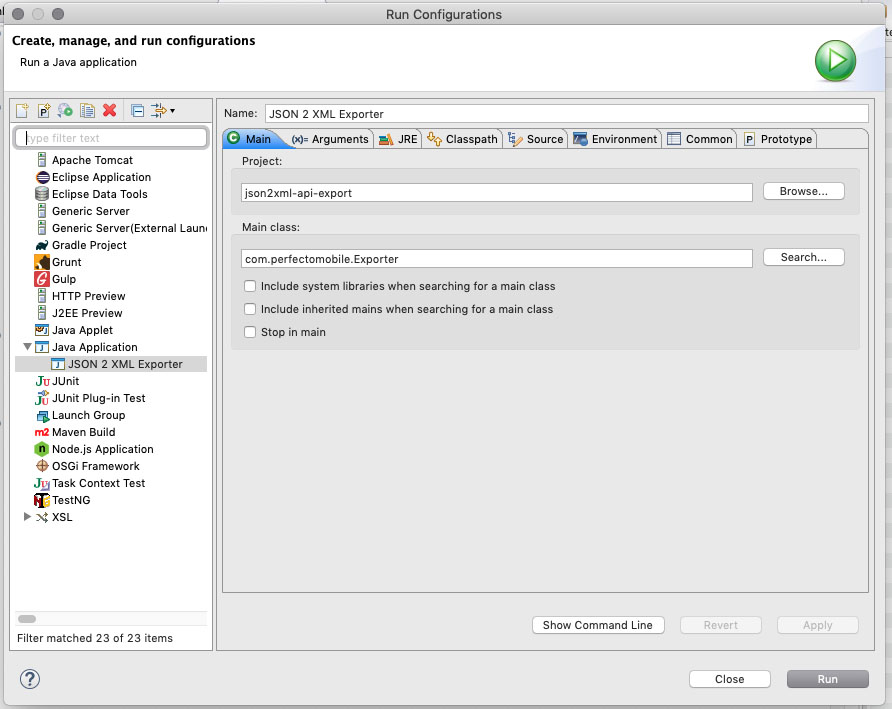 Run Configurations
Create, manage, and run configurations
Run a Java application
type filter text
Apache Tomcat
Eclipse Application
Eclipse Data Tools
Generic Server
Generic Server(External Laun
Gradle Project
Grunt
Gulp
HTTP Preview
J2EE Preview
Java Applet
Java Application
JSON 2 XML Exporter
JUnit
JUnit Plug-in Test
Launch Group
m2 Maven Build
Node.js Application
OSGi Framework
Task Context Test
TestNG
XSL
Filter matched 23 of 23 items
Name: JSON 2 XML Exporter
Main (x)= Arguments JRE Classpath Source Environment Common P Prototype
Project:
json2xml-api-export Browse...
Main class:
com.perfectomobile.Exporter Search...
Include system libraries when searching for a main class
Include inherited mains when searching for a main class
Stop in main
Show Command Line Revert Apply
? Close Run